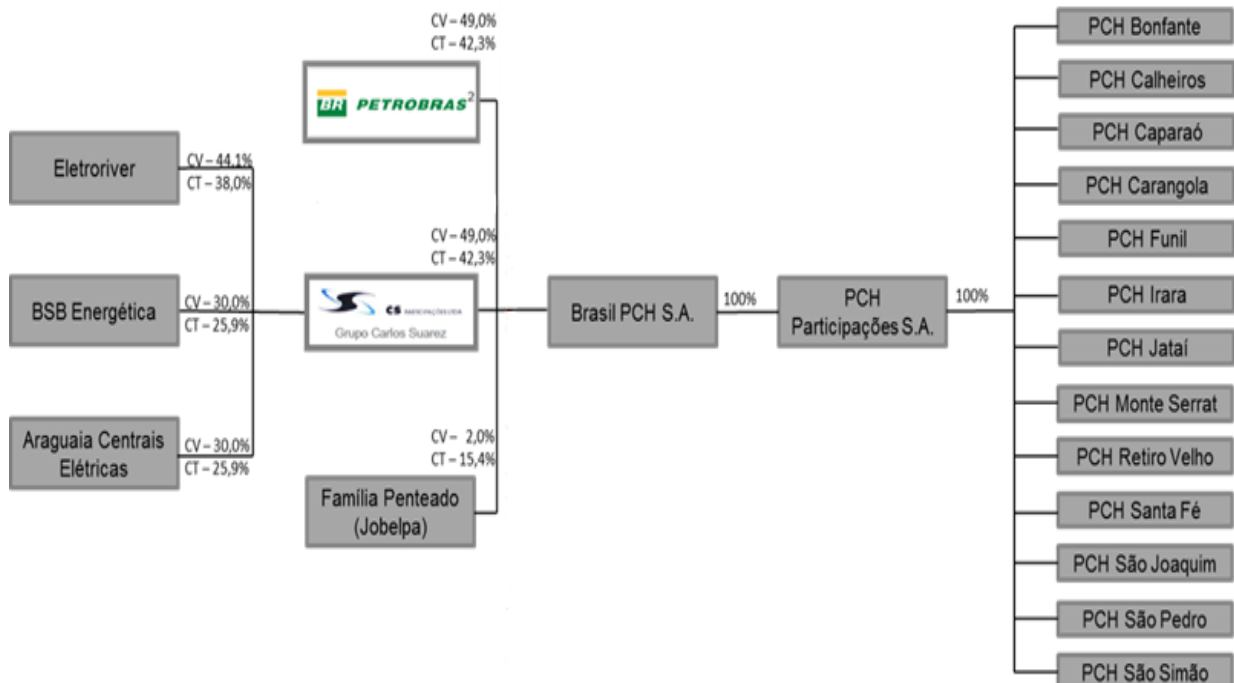 CV – 49,0%
CT – 42,3%
BR PETROBRAS²
Eletroriver
CV – 44,1%
CT – 38,0%
BSB Energética
CV – 30,0%
CT – 25,9%
Araguaia Centrais
Elétricas
CV – 30,0%
CT – 25,9%
CV – 49,0%
CT – 42,3%
CS PARTICIPAÇÕES LTDA
Grupo Carlos Suarez
CV – 2,0%
CT – 15,4%
Família Penteado
(Jobelpa)
Brasil PCH S.A.
100%
PCH
Participações S.A.
100%
PCH Bonfante
PCH Calheiros
PCH Caparaó
PCH Carangola
PCH Funil
PCH Irara
PCH Jataí
PCH Monte Serrat
PCH Retiro Velho
PCH Santa Fé
PCH São Joaquim
PCH São Pedro
PCH São Simão